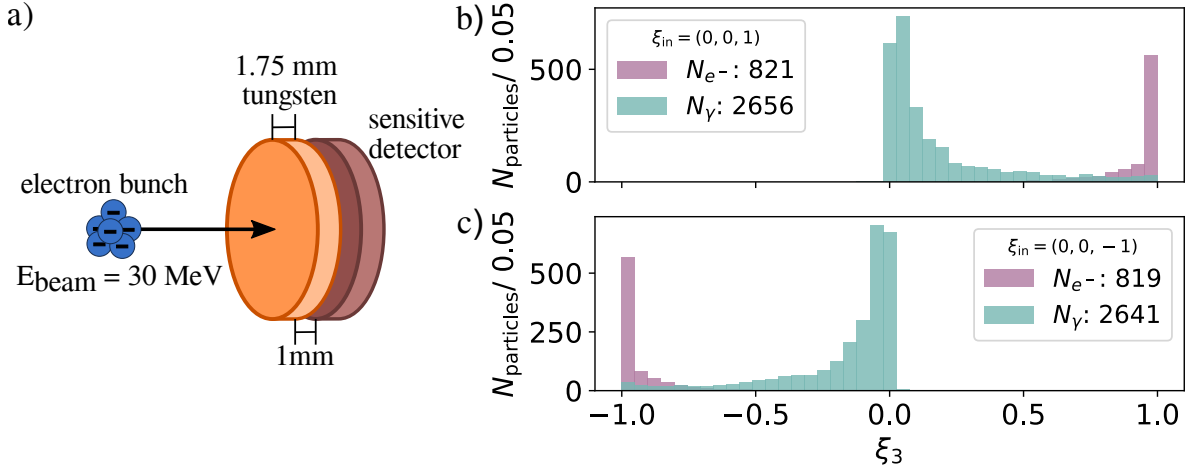 a)
1.75 mm
tungsten
sensitive
detector
electron bunch
E_beam = 30 MeV
1mm
b)
N_particles/ 0.05
500
0
ξ_in = (0, 0, 1)
N_e-: 821
N_γ: 2656
c)
N_particles/ 0.05
500
250
0
ξ_in = (0, 0, −1)
N_e-: 819
N_γ: 2641
−1.0 −0.5 0.0 0.5 1.0
ξ_3